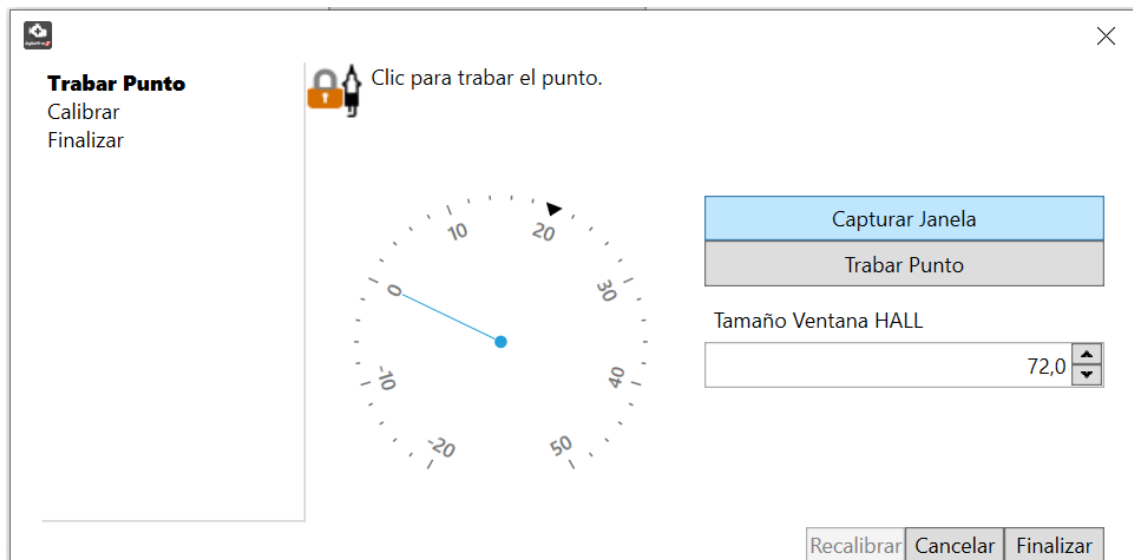 Trabar Punto
Calibrar
Finalizar
Clic para trabar el punto.
-20
-10
0
10
20
30
40
50
Capturar Janela
Trabar Punto
Tamaño Ventana HALL
72,0
Recalibrar Cancelar Finalizar